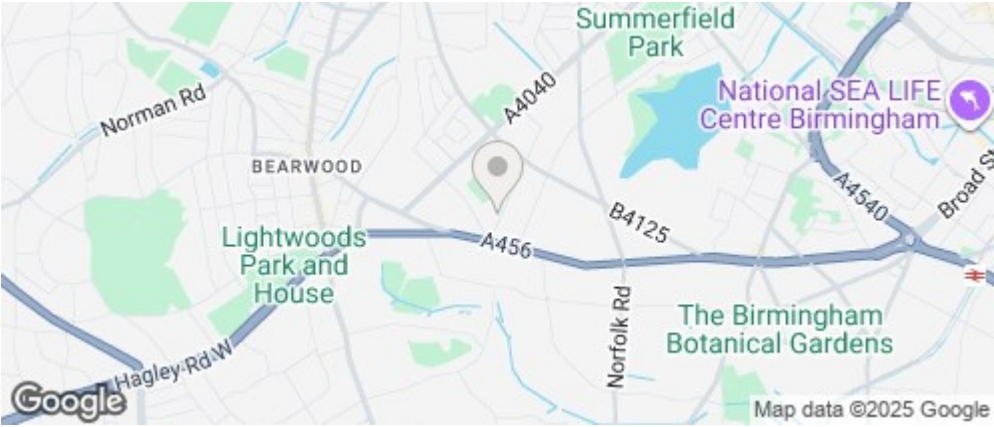 Summerfield
Park
National SEA LIFE
Centre Birmingham
A4040
Norman Rd
BEARWOOD
A4540
Broad St
B4125
Lightwoods
Park and
House
A456
Norfolk Rd
The Birmingham
Botanical Gardens
Hagley Rd W
Google
Map data ©2025 Google